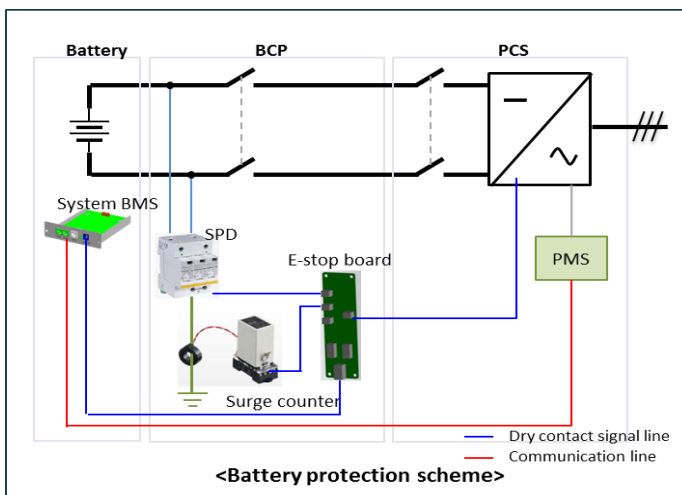 Battery
BCP
PCS
System BMS
SPD
E-stop board
PMS
Surge counter
Dry contact signal line
Communication line
<Battery protection scheme>